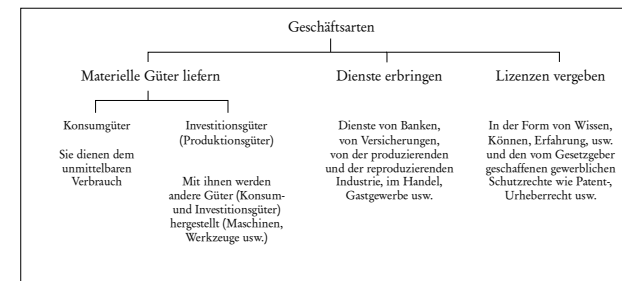 Geschäftsarten
Materielle Güter liefern
Dienste erbringen
Lizenzen vergeben
Konsumgüter
Sie dienen dem
unmittelbaren
Verbrauch
Investitionsgüter
(Produktionsgüter)
Mit ihnen werden
andere Güter (Konsum-
und Investitionsgüter)
hergestellt (Maschinen,
Werkzeuge usw.)
Dienste von Banken,
von Versicherungen,
von der produzierenden
und der reproduzierenden
Industrie, im Handel,
Gastgewerbe usw.
In der Form von Wissen,
Können, Erfahrung, usw.
und den vom Gesetzgeber
geschaffenen gewerblichen
Schutzrechte wie Patent-,
Urheberrecht usw.